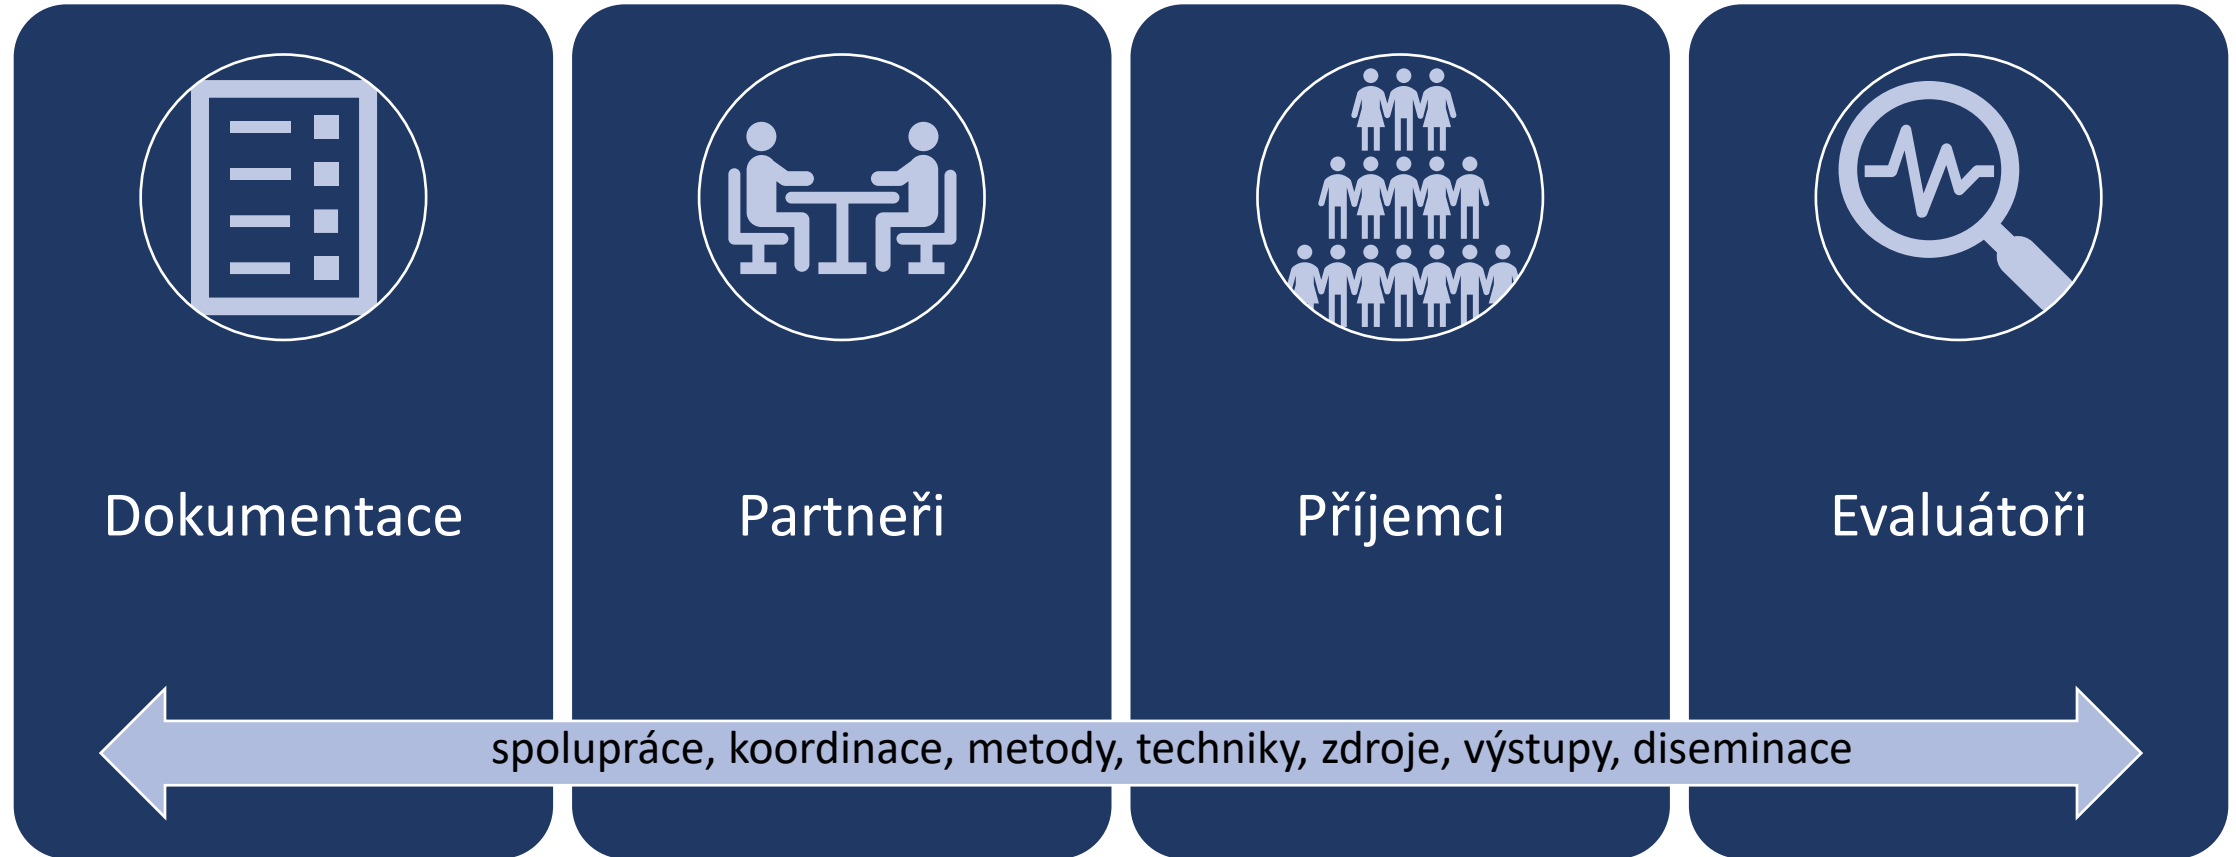 Dokumentace
Partneři
Příjemci
Evaluátoři
spolupráce, koordinace, metody, techniky, zdroje, výstupy, diseminace